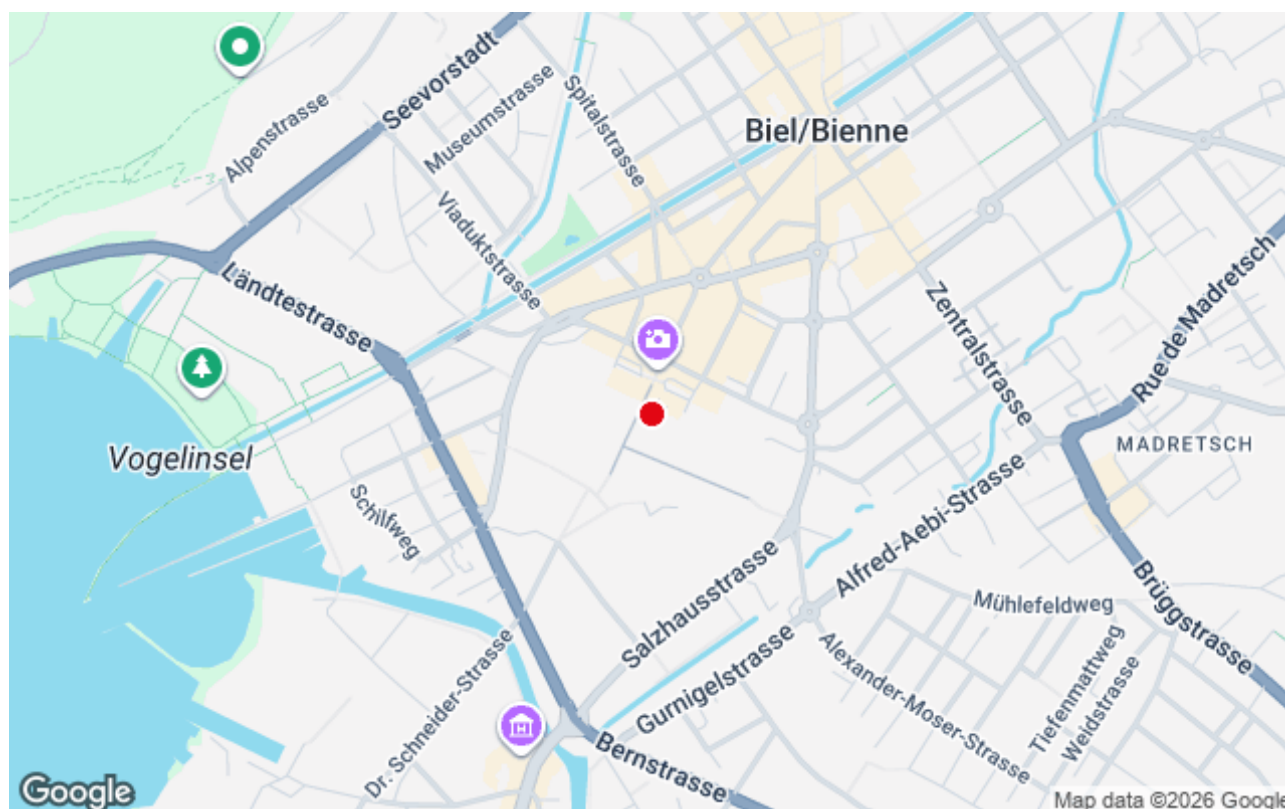 Seevorstadt
Spitalstrasse
Museumstrasse
Alpenstrasse
Biel/Bienne
Viaduktstrasse
Ländtestrasse
Zentralstrasse
Rue de Madretsch
Vogelinsel
MADRETSCH
Schilfweg
Alfred-Aebi-Strasse
Salzhausstrasse
Mühlefeldweg
Brüggstrasse
Gurnigelstrasse
Alexander-Moser-Strasse
Tiefenmattweg
Weidstrasse
Dr. Schneider-Strasse
Bernstrasse
Google
Map data ©2026 Google